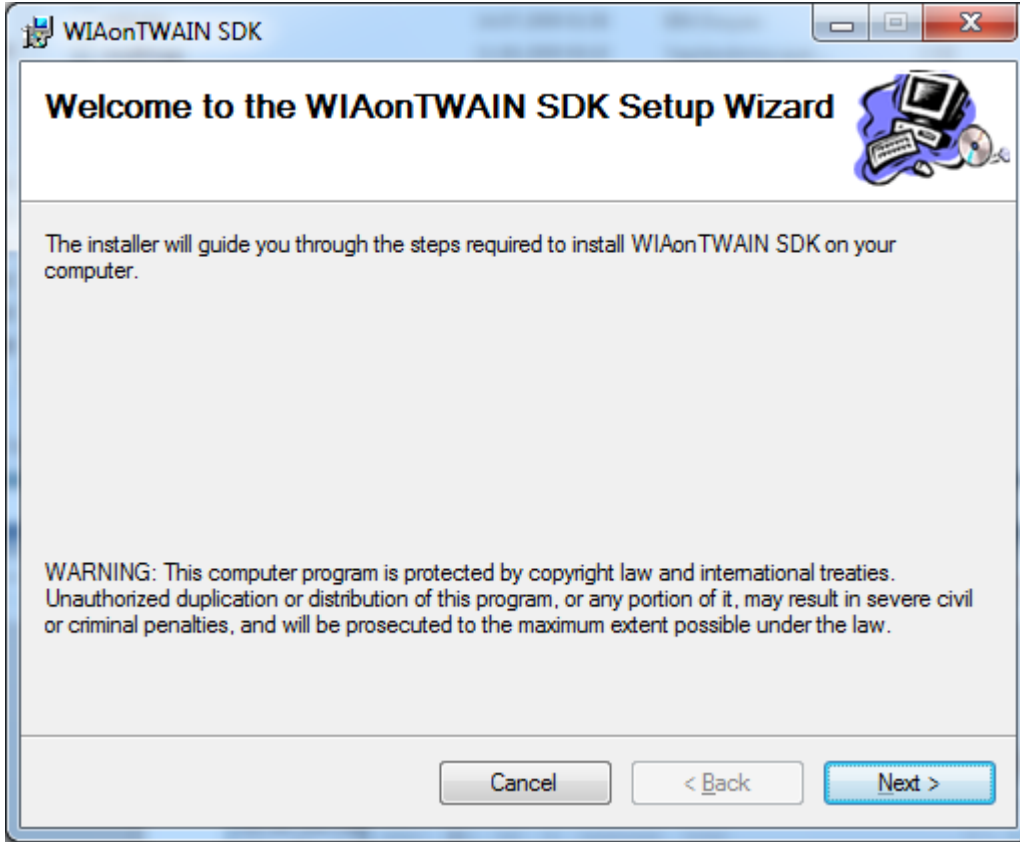 WIAonTWAIN SDK
Welcome to the WIAonTWAIN SDK Setup Wizard
The installer will guide you through the steps required to install WIAonTWAIN SDK on your
computer.
WARNING: This computer program is protected by copyright law and international treaties.
Unauthorized duplication or distribution of this program, or any portion of it, may result in severe civil
or criminal penalties, and will be prosecuted to the maximum extent possible under the law.
Cancel < Back Next >